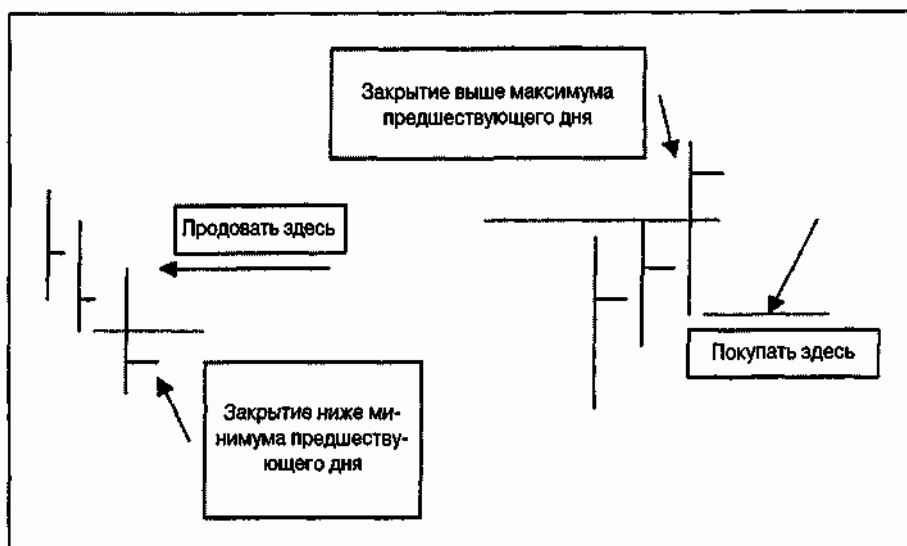 Закрытие выше максимума
предшествующего дня
Продовать здесь
Покупать здесь
Закрытие ниже ми-
нимума предшеству-
ющего дня